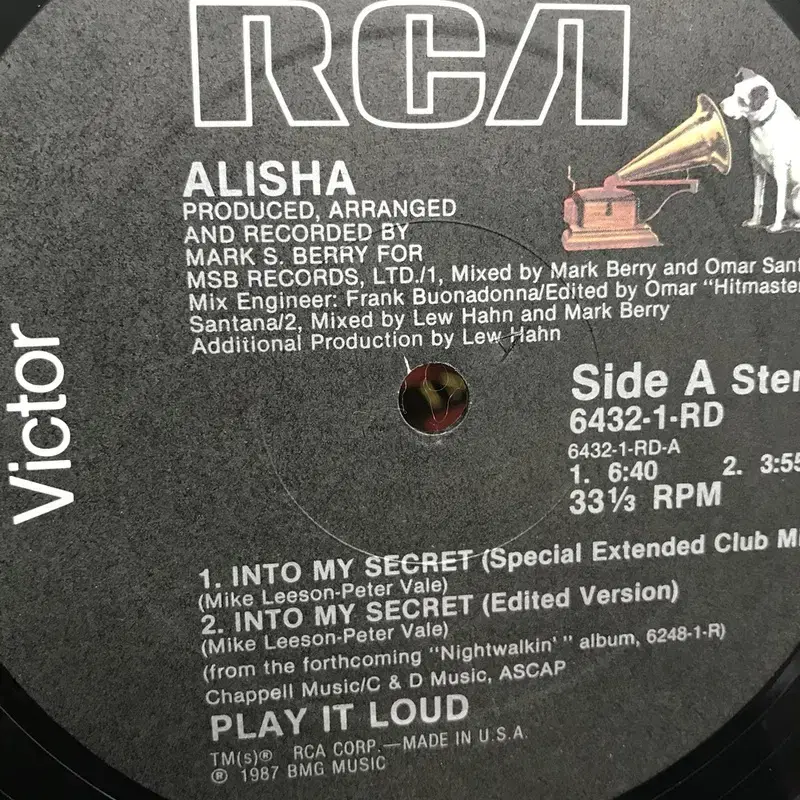 RCA
Victor
ALISHA
PRODUCED, ARRANGED
AND RECORDED BY
MARK S. BERRY FOR
MSB RECORDS, LTD./1, Mixed by Mark Berry and Omar
Mix Engineer: Frank Buonadonna/Edited by Omar "Hitmaster
Santana/2, Mixed by Lew Hahn and Mark Berry
Additional Production by Lew Hahn
Side A
6432-1-RD
6432-1-RD-A
1. 6:40 2. 3:55
33⅓ RPM
1. INTO MY SECRET (Special Extended Club
(Mike Leeson-Peter Vale)
2. INTO MY SECRET (Edited Version)
(Mike Leeson-Peter Vale)
(from the forthcoming "Nightwalkin'" album, 6248-1-R)
Chappell Music/C & D Music, ASCAP
PLAY IT LOUD
TM(s)® RCA CORP.—MADE IN U.S.A.
℗ 1987 BMG MUSIC